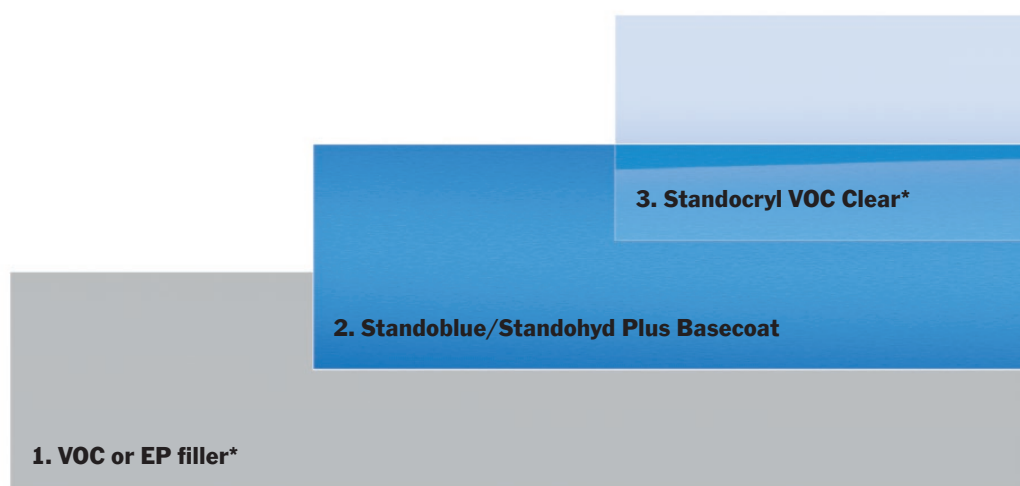 3. Standocryl VOC Clear*
2. Standoblue/Standohyd Plus Basecoat
1. VOC or EP filler*